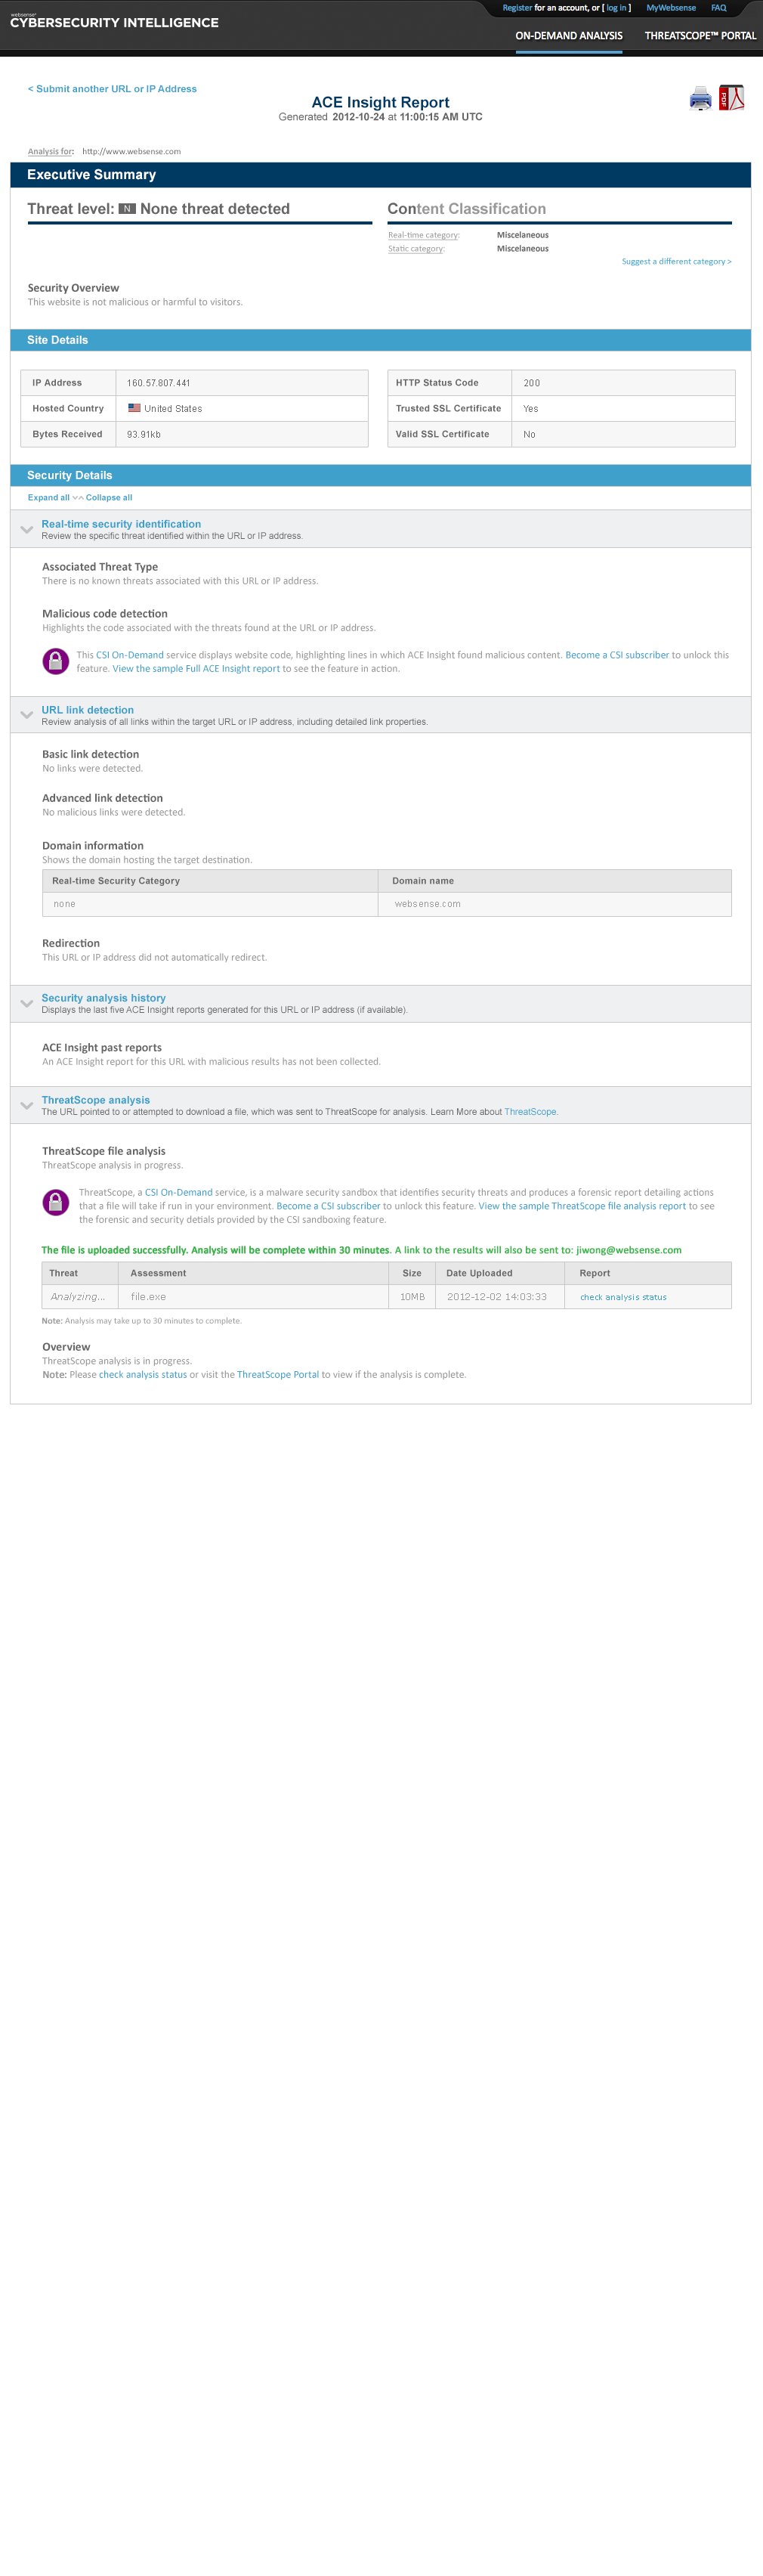 Register for an account, or [ log in ] MyWebsense FAQ
websense®
CYBERSECURITY INTELLIGENCE
ON-DEMAND ANALYSIS THREATSCOPE™ PORTAL
< Submit another URL or IP Address
ACE Insight Report
PDF
Generated 2012-10-24 at 11:00:15 AM UTC
Analysis for: http://www.websense.com
Executive Summary
Threat level: N None threat detected
Content Classification
Real-time category: Miscelaneous
Static category: Miscelaneous
Suggest a different category >
Security Overview
This website is not malicious or harmful to visitors.
Site Details
IP Address 160.57.807.441 HTTP Status Code 200
Hosted Country United States Trusted SSL Certificate Yes
Bytes Received 93.91kb Valid SSL Certificate No
Security Details
Expand all Collapse all
Real-time security identification
Review the specific threat identified within the URL or IP address.
Associated Threat Type
There is no known threats associated with this URL or IP address.
Malicious code detection
Highlights the code associated with the threats found at the URL or IP address.
This CSI On-Demand service displays website code, highlighting lines in which ACE Insight found malicious content. Become a CSI subscriber to unlock this
feature. View the sample Full ACE Insight report to see the feature in action.
URL link detection
Review analysis of all links within the target URL or IP address, including detailed link properties.
Basic link detection
No links were detected.
Advanced link detection
No malicious links were detected.
Domain information
Shows the domain hosting the target destination.
Real-time Security Category Domain name
none websense.com
Redirection
This URL or IP address did not automatically redirect.
Security analysis history
Displays the last five ACE Insight reports generated for this URL or IP address (if available).
ACE Insight past reports
An ACE Insight report for this URL with malicious results has not been collected.
ThreatScope analysis
The URL pointed to or attempted to download a file, which was sent to ThreatScope for analysis. Learn More about ThreatScope.
ThreatScope file analysis
ThreatScope analysis in progress.
ThreatScope, a CSI On-Demand service, is a malware security sandbox that identifies security threats and produces a forensic report detailing actions
that a file will take if run in your environment. Become a CSI subscriber to unlock this feature. View the sample ThreatScope file analysis report to see
the forensic and security detials provided by the CSI sandboxing feature.
The file is uploaded successfully. Analysis will be complete within 30 minutes. A link to the results will also be sent to: jiwong@websense.com
Threat Assessment Size Date Uploaded Report
Analyzing... file.exe 10MB 2012-12-02 14:03:33 check analysis status
Note: Analysis may take up to 30 minutes to complete.
Overview
ThreatScope analysis is in progress.
Note: Please check analysis status or visit the ThreatScope Portal to view if the analysis is complete.